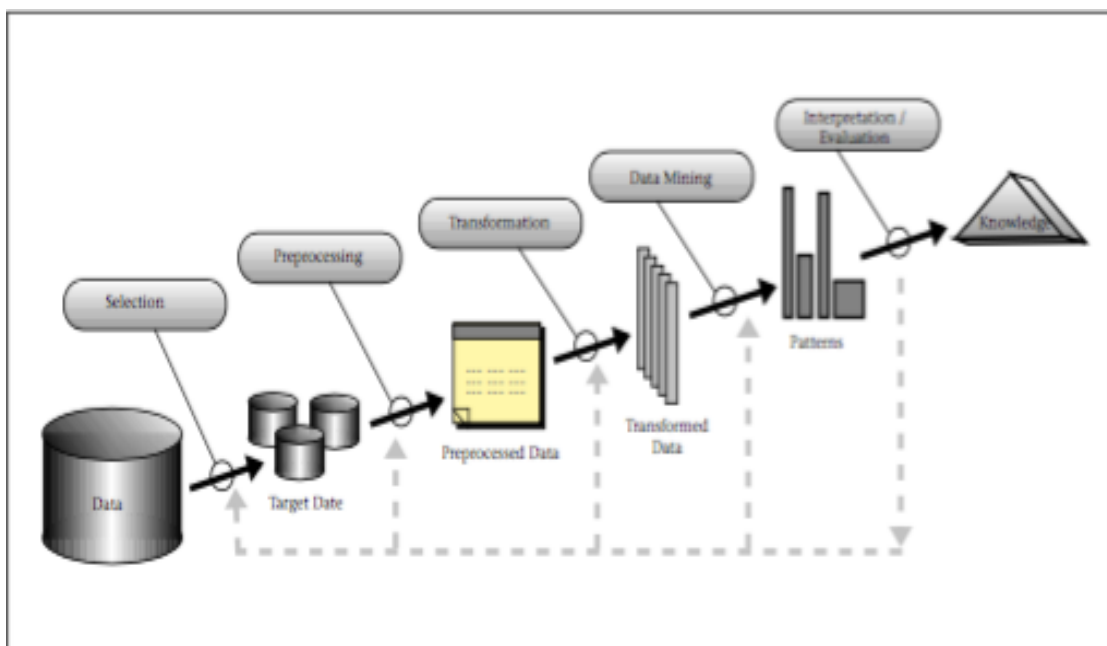 Interpretation /
Evaluation
Data Mining
Transformation
Preprocessing
Selection
Knowledge
Patterns
Transformed
Data
Preprocessed Data
Target Date
Data